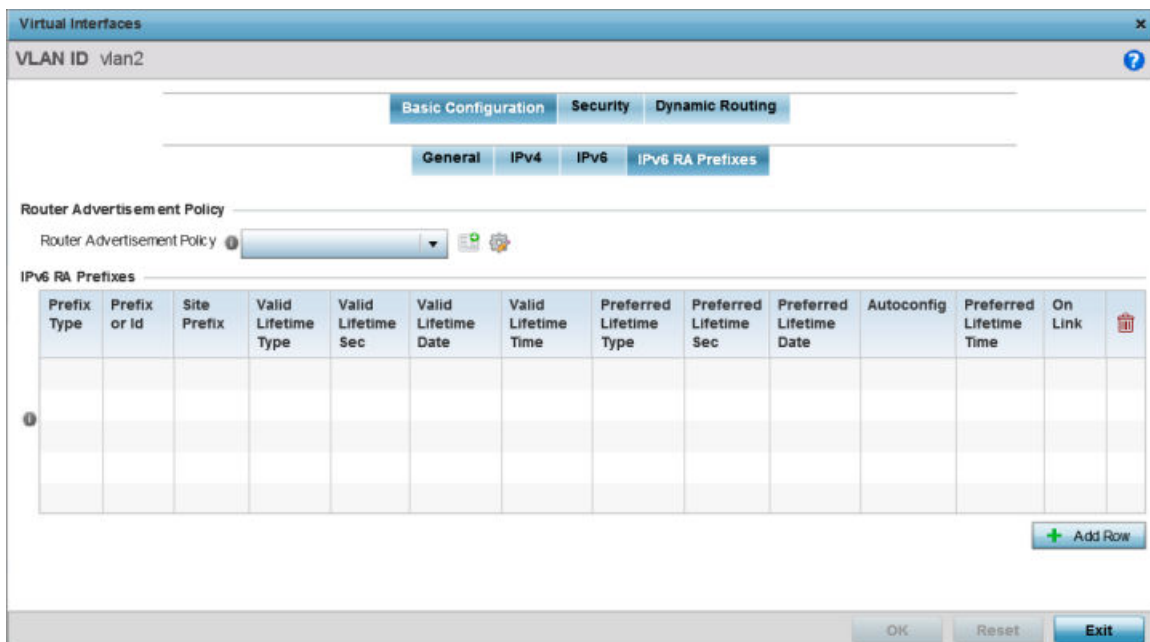 Virtual Interfaces
VLAN ID vlan2
Basic Configuration Security Dynamic Routing
General IPv4 IPv6 IPv6 RA Prefixes
Router Advertisement Policy
Router Advertisement Policy
IPv6 RA Prefixes
Prefix Type
Prefix or Id
Site Prefix
Valid Lifetime Type
Valid Lifetime Sec
Valid Lifetime Date
Valid Lifetime Time
Preferred Lifetime Type
Preferred Lifetime Sec
Preferred Lifetime Date
Autoconfig
Preferred Lifetime Time
On Link
Add Row
OK Reset Exit